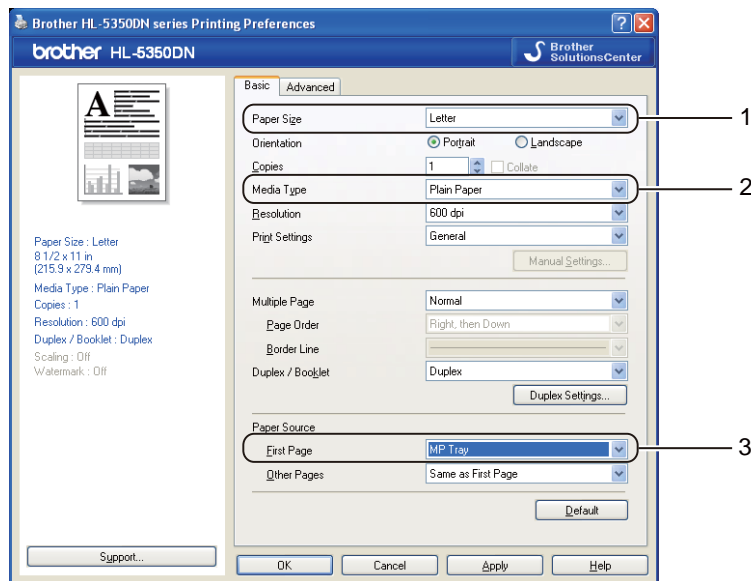 Brother HL-5350DN series Printing Preferences
brother HL-5350DN
Brother
SolutionsCenter
A
Paper Size : Letter
8 1/2 x 11 in
(215.9 x 279.4 mm)
Media Type : Plain Paper
Copies : 1
Resolution : 600 dpi
Duplex / Booklet : Duplex
Scaling : Off
Watermark : Off
Support...
Basic Advanced
Paper Size Letter 1
Orientation Portrait Landscape
Copies 1 Collate
Media Type Plain Paper 2
Resolution 600 dpi
Print Settings General
Manual Settings...
Multiple Page Normal
Page Order Right, then Down
Border Line
Duplex / Booklet Duplex
Duplex Settings...
Paper Source
First Page MP Tray 3
Other Pages Same as First Page
Default
OK Cancel Apply Help